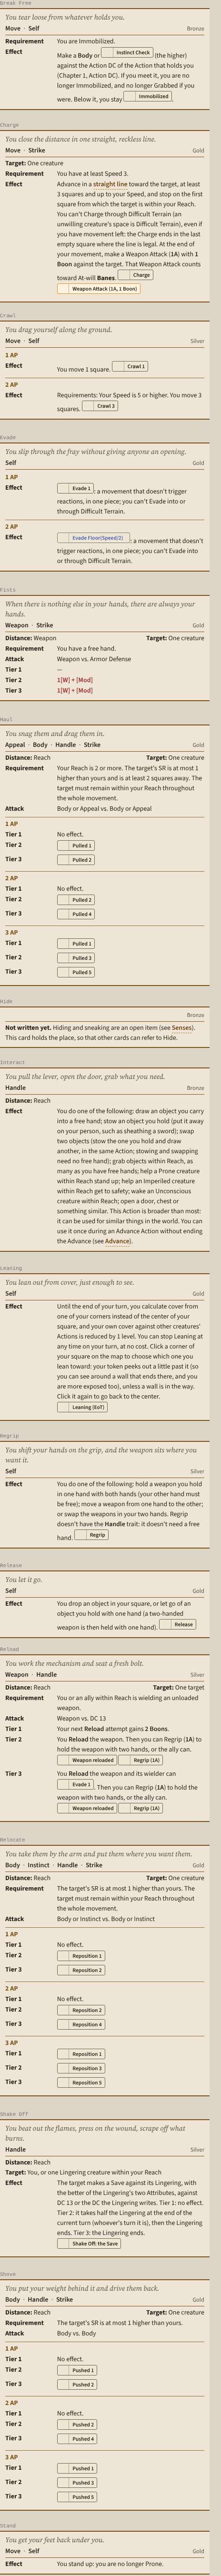 Break Free
You tear loose from whatever holds you.
Move · Self
Bronze
Requirement You are Immobilized.
Effect Make a Body or Instinct Check (the higher)
against the Action DC of the Action that holds you
(Chapter 1, Action DC). If you meet it, you are no
longer Immobilized, and no longer Grabbed if you
were. Below it, you stay Immobilized
Charge
You close the distance in one straight, reckless line.
Move · Strike
Gold
Target: One creature
Requirement You have at least Speed 3.
Effect Advance in a straight line toward the target, at least
3 squares and up to your Speed, and stop on the first
square from which the target is within your Reach.
You can't Charge through Difficult Terrain (an
unwilling creature's space is Difficult Terrain), even if
you have movement left: the Charge ends in the last
empty square where the line is legal. At the end of
your movement, make a Weapon Attack (1A) with 1
Boon against the target. That Weapon Attack counts
toward At-will Banes. Charge
Weapon Attack (1A, 1 Boon)
Crawl
You drag yourself along the ground.
Move · Self
Silver
1 AP
Effect You move 1 square. Crawl 1
2 AP
Effect Requirements: Your Speed is 5 or higher. You move 3
squares. Crawl 3
Evade
You slip through the fray without giving anyone an opening.
Self
Gold
1 AP
Effect Evade 1 : a movement that doesn't trigger
reactions, in one piece; you can't Evade into or
through Difficult Terrain.
2 AP
Effect Evade Floor(Speed/2) : a movement that doesn't
trigger reactions, in one piece; you can't Evade into
or through Difficult Terrain.
Fists
When there is nothing else in your hands, there are always your
hands.
Weapon · Strike
Gold
Distance: Weapon Target: One creature
Requirement You have a free hand.
Attack Weapon vs. Armor Defense
Tier 1 —
Tier 2 1[W] + [Mod]
Tier 3 1[W] + [Mod]
Haul
You snag them and drag them in.
Appeal · Body · Handle · Strike
Gold
Distance: Reach Target: One creature
Requirement Your Reach is 2 or more. The target's SR is at most 1
higher than yours and is at least 2 squares away. The
target must remain within your Reach throughout
the whole movement.
Attack Body or Appeal vs. Body or Appeal
1 AP
Tier 1 No effect.
Tier 2 Pulled 1
Tier 3 Pulled 2
2 AP
Tier 1 No effect.
Tier 2 Pulled 2
Tier 3 Pulled 4
3 AP
Tier 1 Pulled 1
Tier 2 Pulled 3
Tier 3 Pulled 5
Hide
Bronze
Not written yet. Hiding and sneaking are an open item (see Senses).
This card holds the place, so that other cards can refer to Hide.
Interact
You pull the lever, open the door, grab what you need.
Handle
Bronze
Distance: Reach
Effect You do one of the following: draw an object you carry
into a free hand; stow an object you hold (put it away
on your person, such as sheathing a sword); swap
two objects (stow the one you hold and draw
another, in the same Action; stowing and swapping
need no free hand); grab objects within Reach, as
many as you have free hands; help a Prone creature
within Reach stand up; help an Imperiled creature
within Reach get to safety; wake an Unconscious
creature within Reach; open a door, chest or
something similar. This Action is broader than most:
it can be used for similar things in general. You can
use it once during an Advance Action without ending
the Advance (see Advance).
Leaning
You lean out from cover, just enough to see.
Self
Gold
Effect Until the end of your turn, you calculate cover from
one of your corners instead of the center of your
square, and your own cover against other creatures'
Actions is reduced by 1 level. You can stop Leaning at
any time on your turn, at no cost. Click a corner of
your square on the map to choose which one you
lean toward: your token peeks out a little past it (so
you can see around a wall that ends there, and you
are more exposed too), unless a wall is in the way.
Click it again to go back to the center.
Leaning (EoT)
Regrip
You shift your hands on the grip, and the weapon sits where you
want it.
Self
Silver
Effect You do one of the following: hold a weapon you hold
in one hand with both hands (your other hand must
be free); move a weapon from one hand to the other;
or swap the weapons in your two hands. Regrip
doesn't have the Handle trait: it doesn't need a free
hand. Regrip
Release
You let it go.
Self
Gold
Effect You drop an object in your square, or let go of an
object you hold with one hand (a two-handed
weapon is then held with one hand). Release
Reload
You work the mechanism and seat a fresh bolt.
Weapon · Handle
Silver
Distance: Reach Target: One target
Requirement You or an ally within Reach is wielding an unloaded
weapon.
Attack Weapon vs. DC 13
Tier 1 Your next Reload attempt gains 2 Boons.
Tier 2 You Reload the weapon. Then you can Regrip (1A) to
hold the weapon with two hands, or the ally can.
Weapon reloaded Regrip (1A)
Tier 3 You Reload the weapon and its wielder can
Evade 1 . Then you can Regrip (1A) to hold the
weapon with two hands, or the ally can.
Weapon reloaded Regrip (1A)
Relocate
You take them by the arm and put them where you want them.
Body · Instinct · Handle · Strike
Gold
Distance: Reach Target: One creature
Requirement The target's SR is at most 1 higher than yours. The
target must remain within your Reach throughout
the whole movement.
Attack Body or Instinct vs. Body or Instinct
1 AP
Tier 1 No effect.
Tier 2 Reposition 1
Tier 3 Reposition 2
2 AP
Tier 1 No effect.
Tier 2 Reposition 2
Tier 3 Reposition 4
3 AP
Tier 1 Reposition 1
Tier 2 Reposition 3
Tier 3 Reposition 5
Shake Off
You beat out the flames, press on the wound, scrape off what
burns.
Handle
Silver
Distance: Reach
Target: You, or one Lingering creature within your Reach
Effect The target makes a Save against its Lingering, with
the higher of the Lingering's two Attributes, against
DC 13 or the DC the Lingering writes. Tier 1: no effect.
Tier 2: it takes half the Lingering at the end of the
current turn (whoever's turn it is), then the Lingering
ends. Tier 3: the Lingering ends.
Shake Off: the Save
Shove
You put your weight behind it and drive them back.
Body · Handle · Strike
Gold
Distance: Reach Target: One creature
Requirement The target's SR is at most 1 higher than yours.
Attack Body vs. Body
1 AP
Tier 1 No effect.
Tier 2 Pushed 1
Tier 3 Pushed 2
2 AP
Tier 1 No effect.
Tier 2 Pushed 2
Tier 3 Pushed 4
3 AP
Tier 1 Pushed 1
Tier 2 Pushed 3
Tier 3 Pushed 5
Stand
You get your feet back under you.
Move · Self
Gold
Effect You stand up: you are no longer Prone.